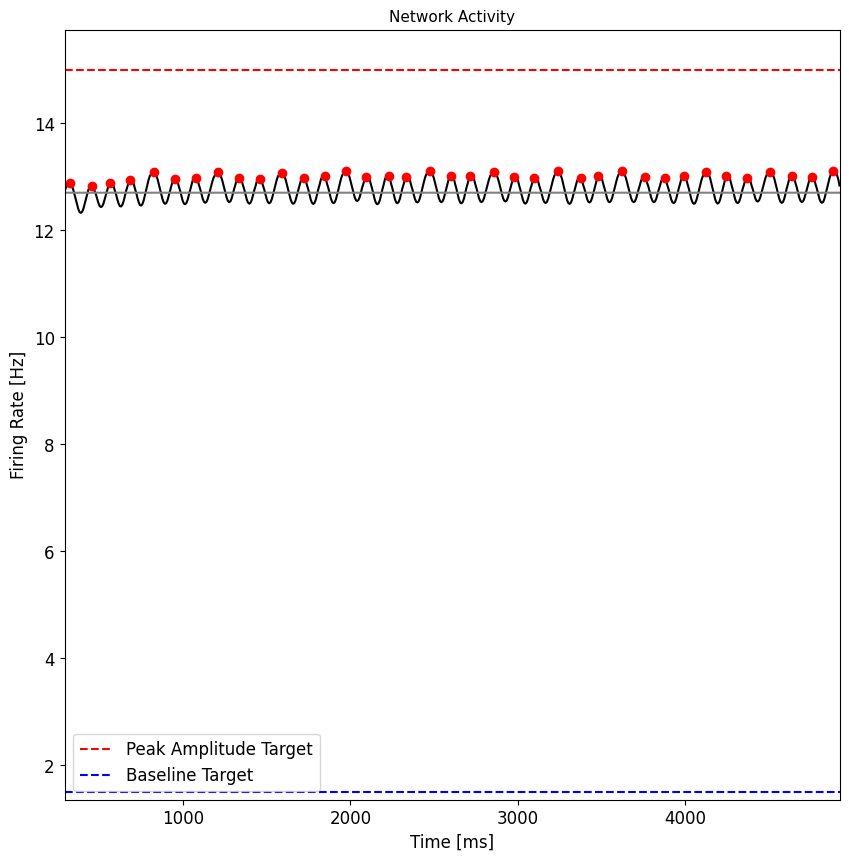 Network Activity
Firing Rate [Hz]
14
12
10
8
6
4
2
Peak Amplitude Target
Baseline Target
1000 2000 3000 4000
Time [ms]